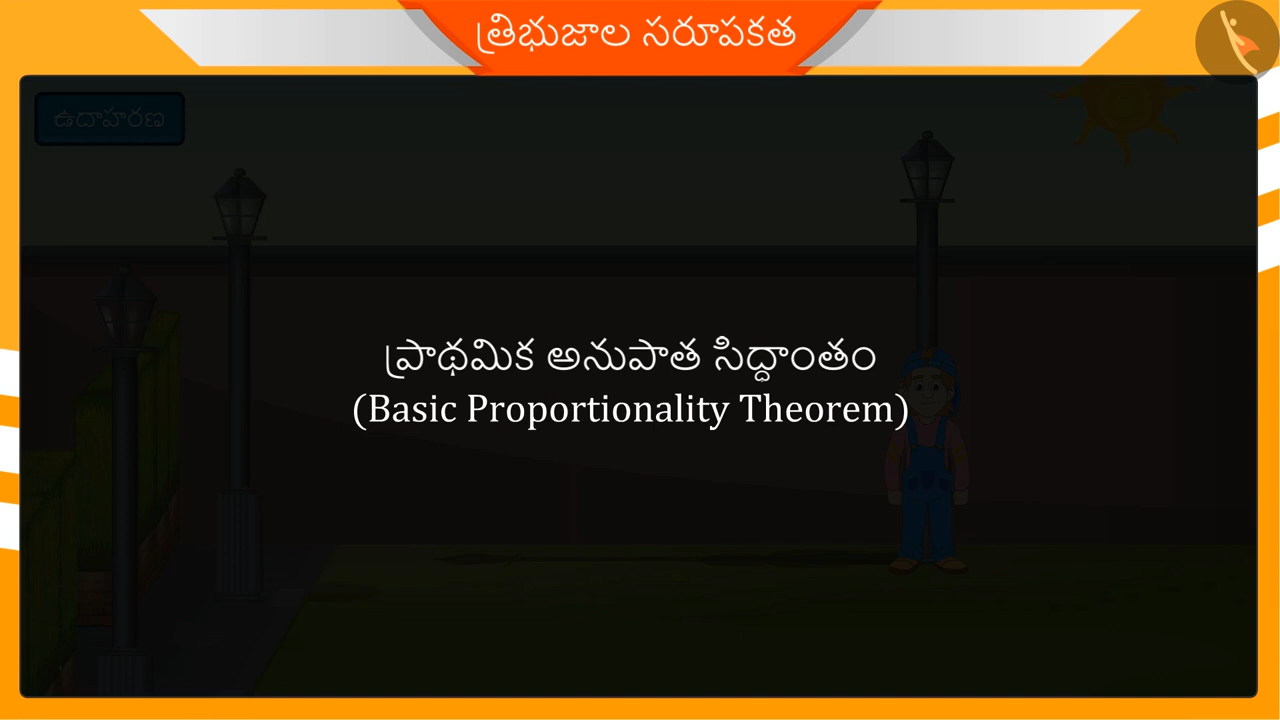 త్రిభుజాల సరూపకత
ఉదాహరణ
ప్రాథమిక అనుపాత సిద్ధాంతం
(Basic Proportionality Theorem)